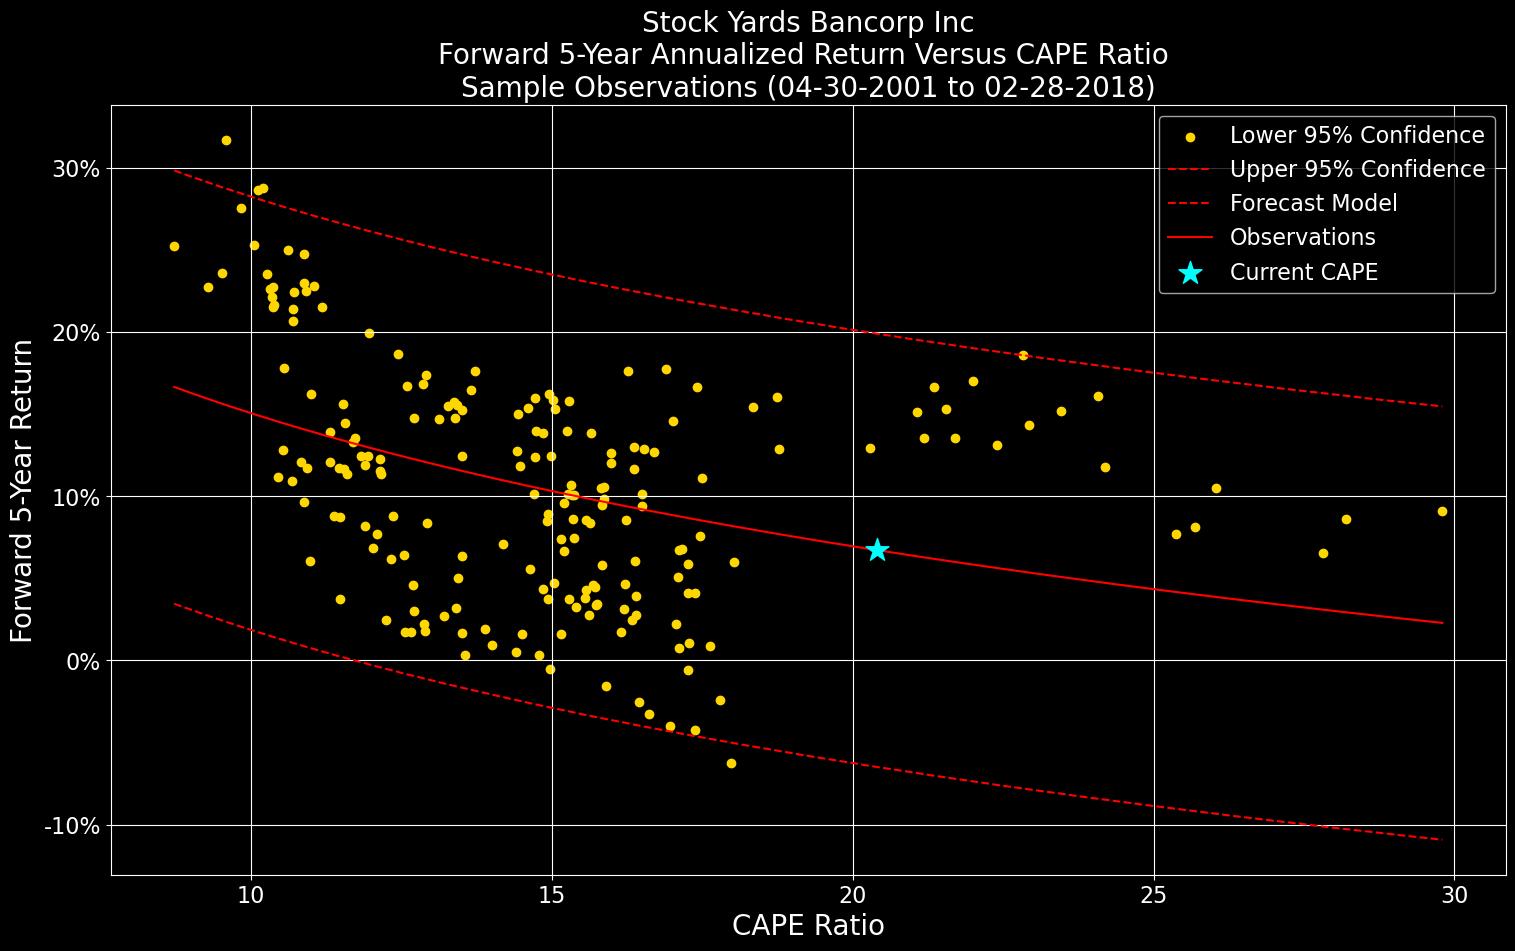 Stock Yards Bancorp Inc
Forward 5-Year Annualized Return Versus CAPE Ratio
Sample Observations (04-30-2001 to 02-28-2018)
Lower 95% Confidence
Upper 95% Confidence
Forecast Model
Observations
Current CAPE
Forward 5-Year Return
30%
20%
10%
0%
-10%
10
15
20
25
30
CAPE Ratio